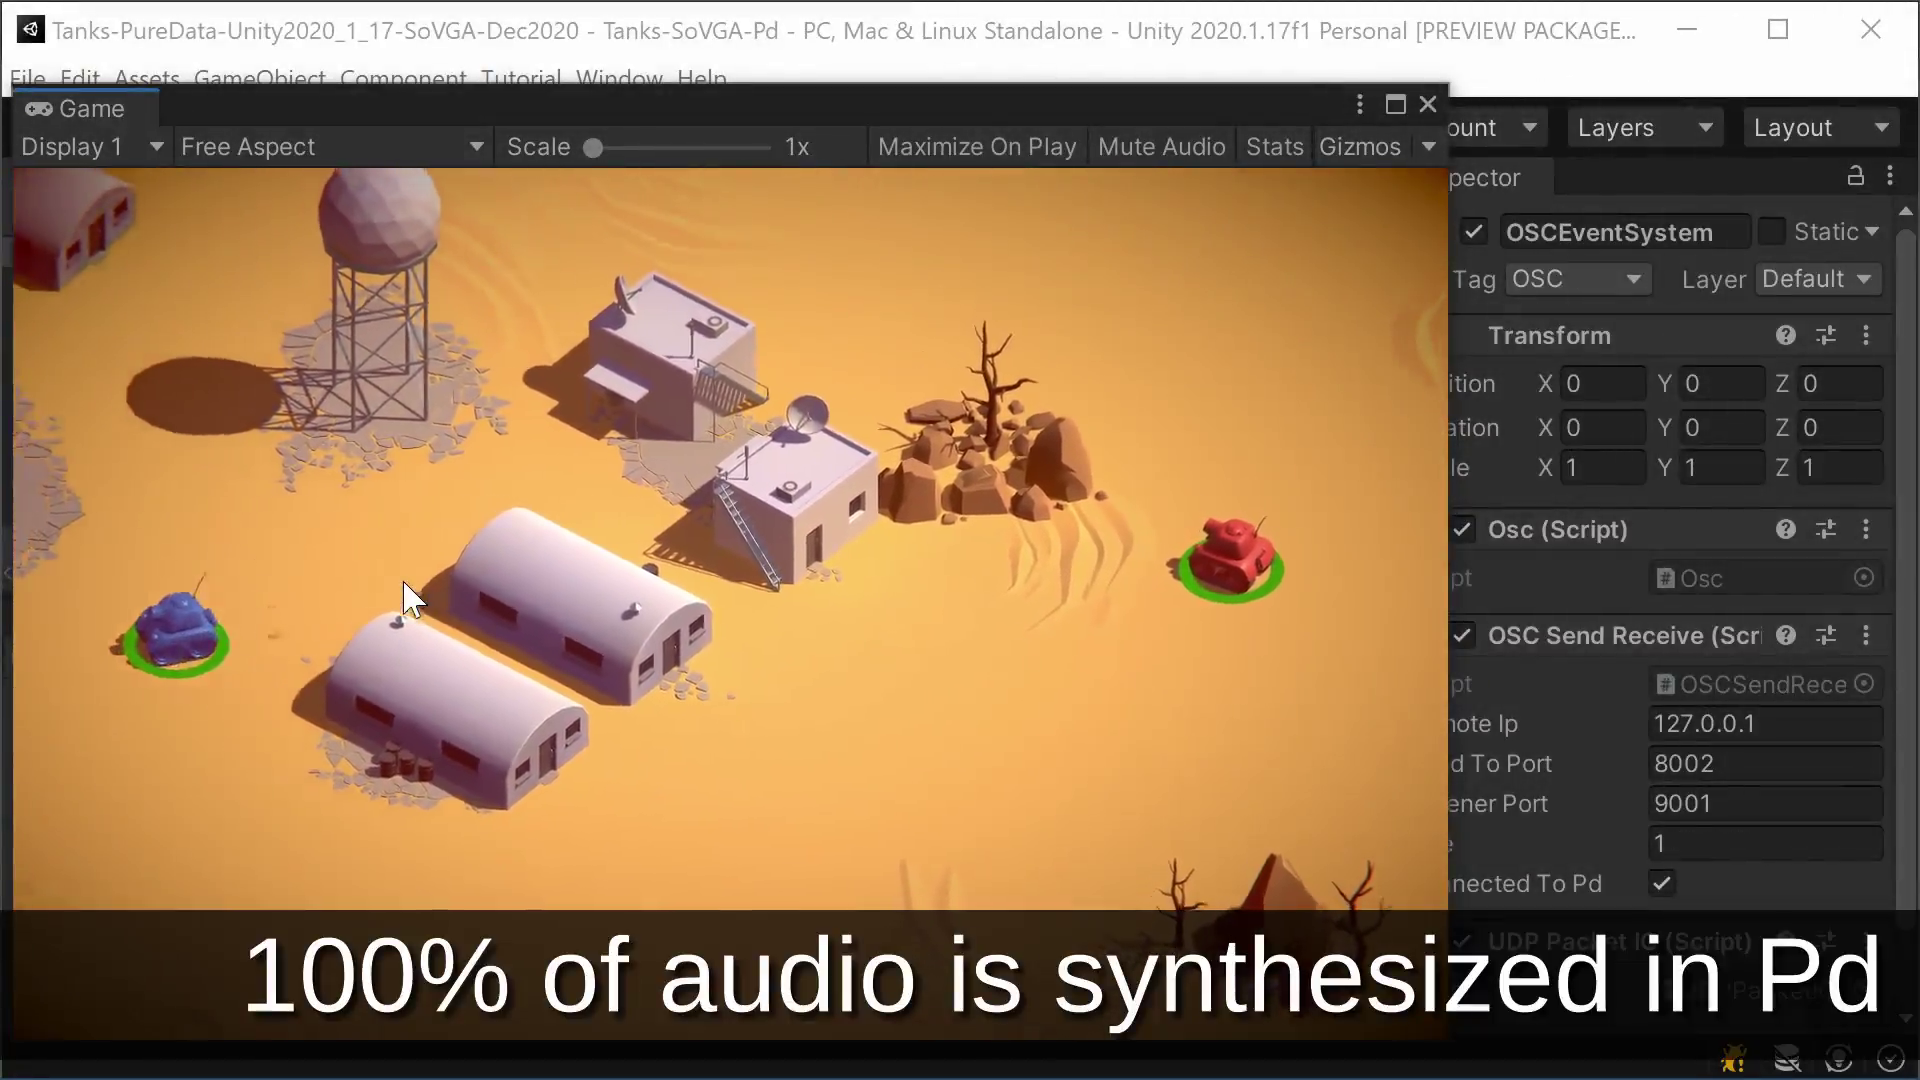 Tanks-PureData-Unity2020_1_17-SoVGA-Dec2020 - Tanks-SoVGA-Pd - PC, Mac & Linux Standalone - Unity 2020.1.17f1 Personal [PREVIEW PACKAGE...
File Edit Assets GameObject Component Tutorial Window Help
Game
Display 1 Free Aspect Scale 1x Maximize On Play Mute Audio Stats Gizmos
ount Layers Layout
pector
OSCEventSystem Static
Tag OSC Layer Default
Transform
ition X 0 Y 0 Z 0
ation X 0 Y 0 Z 0
le X 1 Y 1 Z 1
Osc (Script)
pt # Osc
OSC Send Receive (Scri
pt # OSCSendRece
note Ip 127.0.0.1
d To Port 8002
ener Port 9001
1
nnected To Pd
UDP Packet IO (Script)
100% of audio is synthesized in Pd